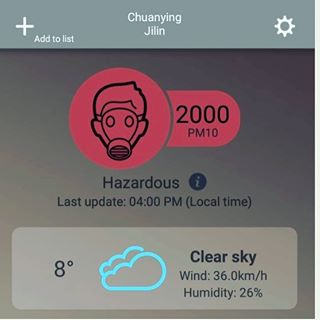 Chuanying
Jilin
Add to list
2000
PM10
Hazardous
Last update: 04:00 PM (Local time)
8°
Clear sky
Wind: 36.0km/h
Humidity: 26%